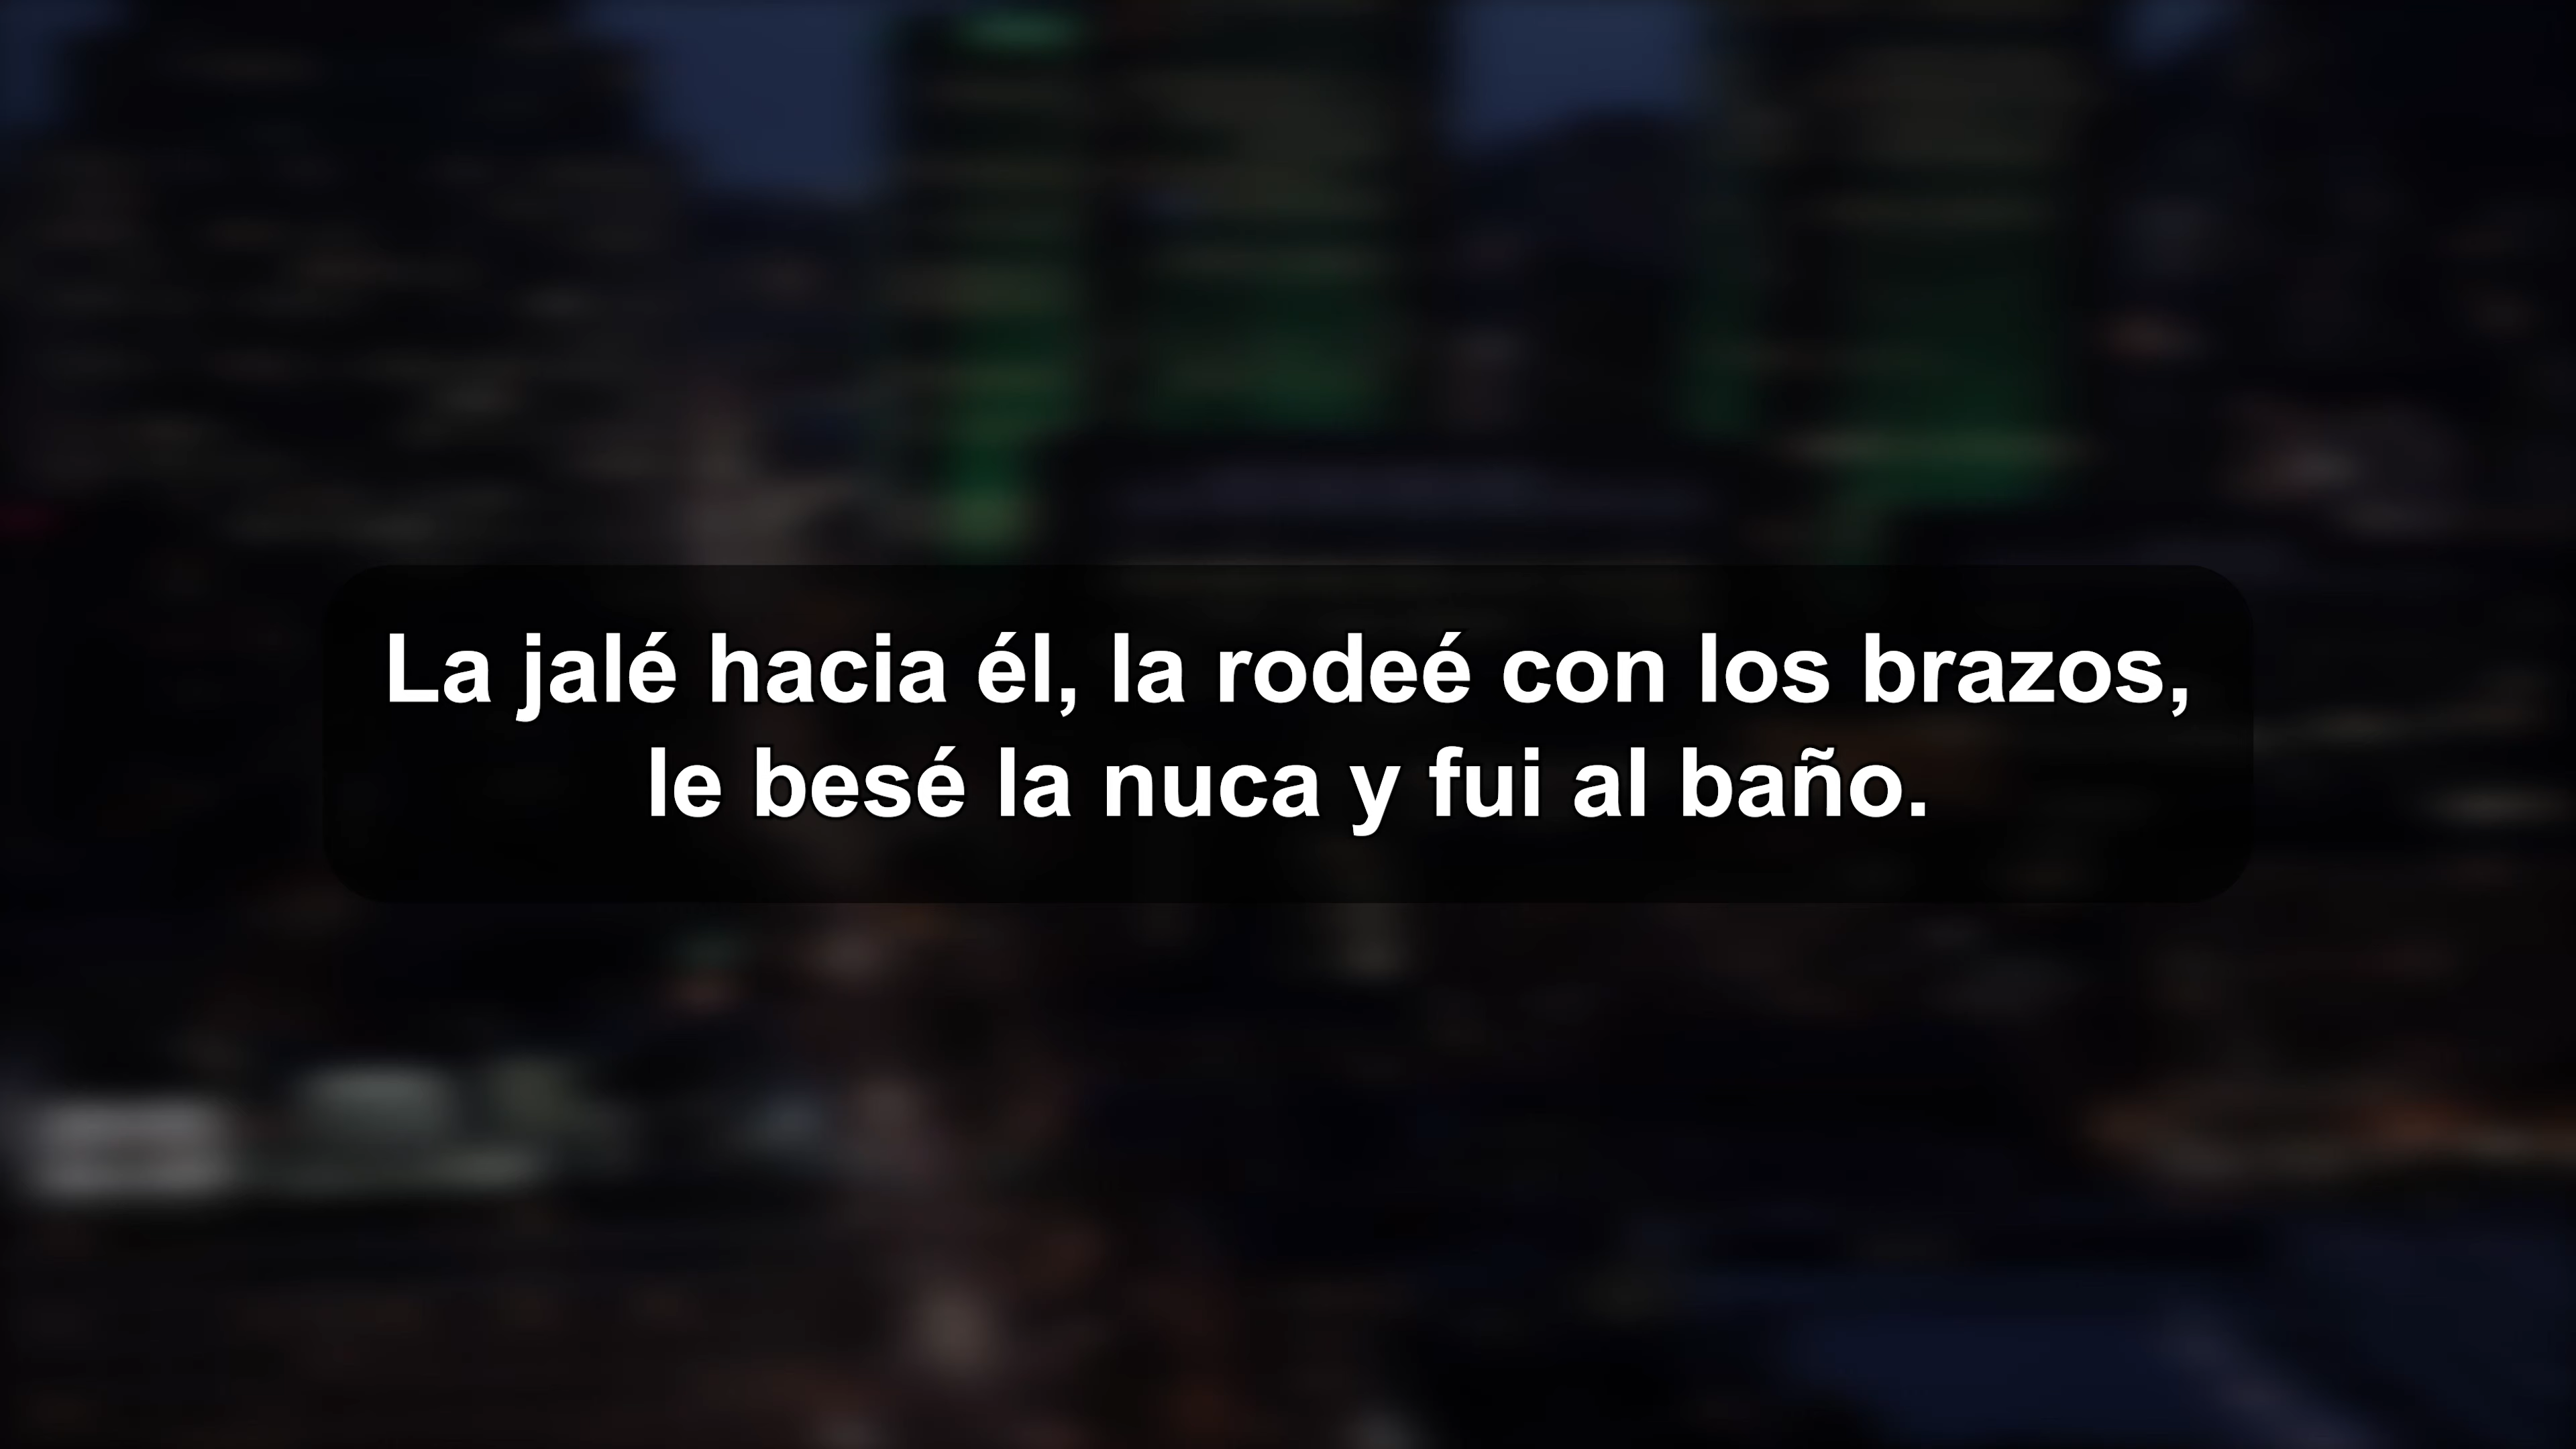 La jalé hacia él, la rodeé con los brazos,
le besé la nuca y fui al baño.